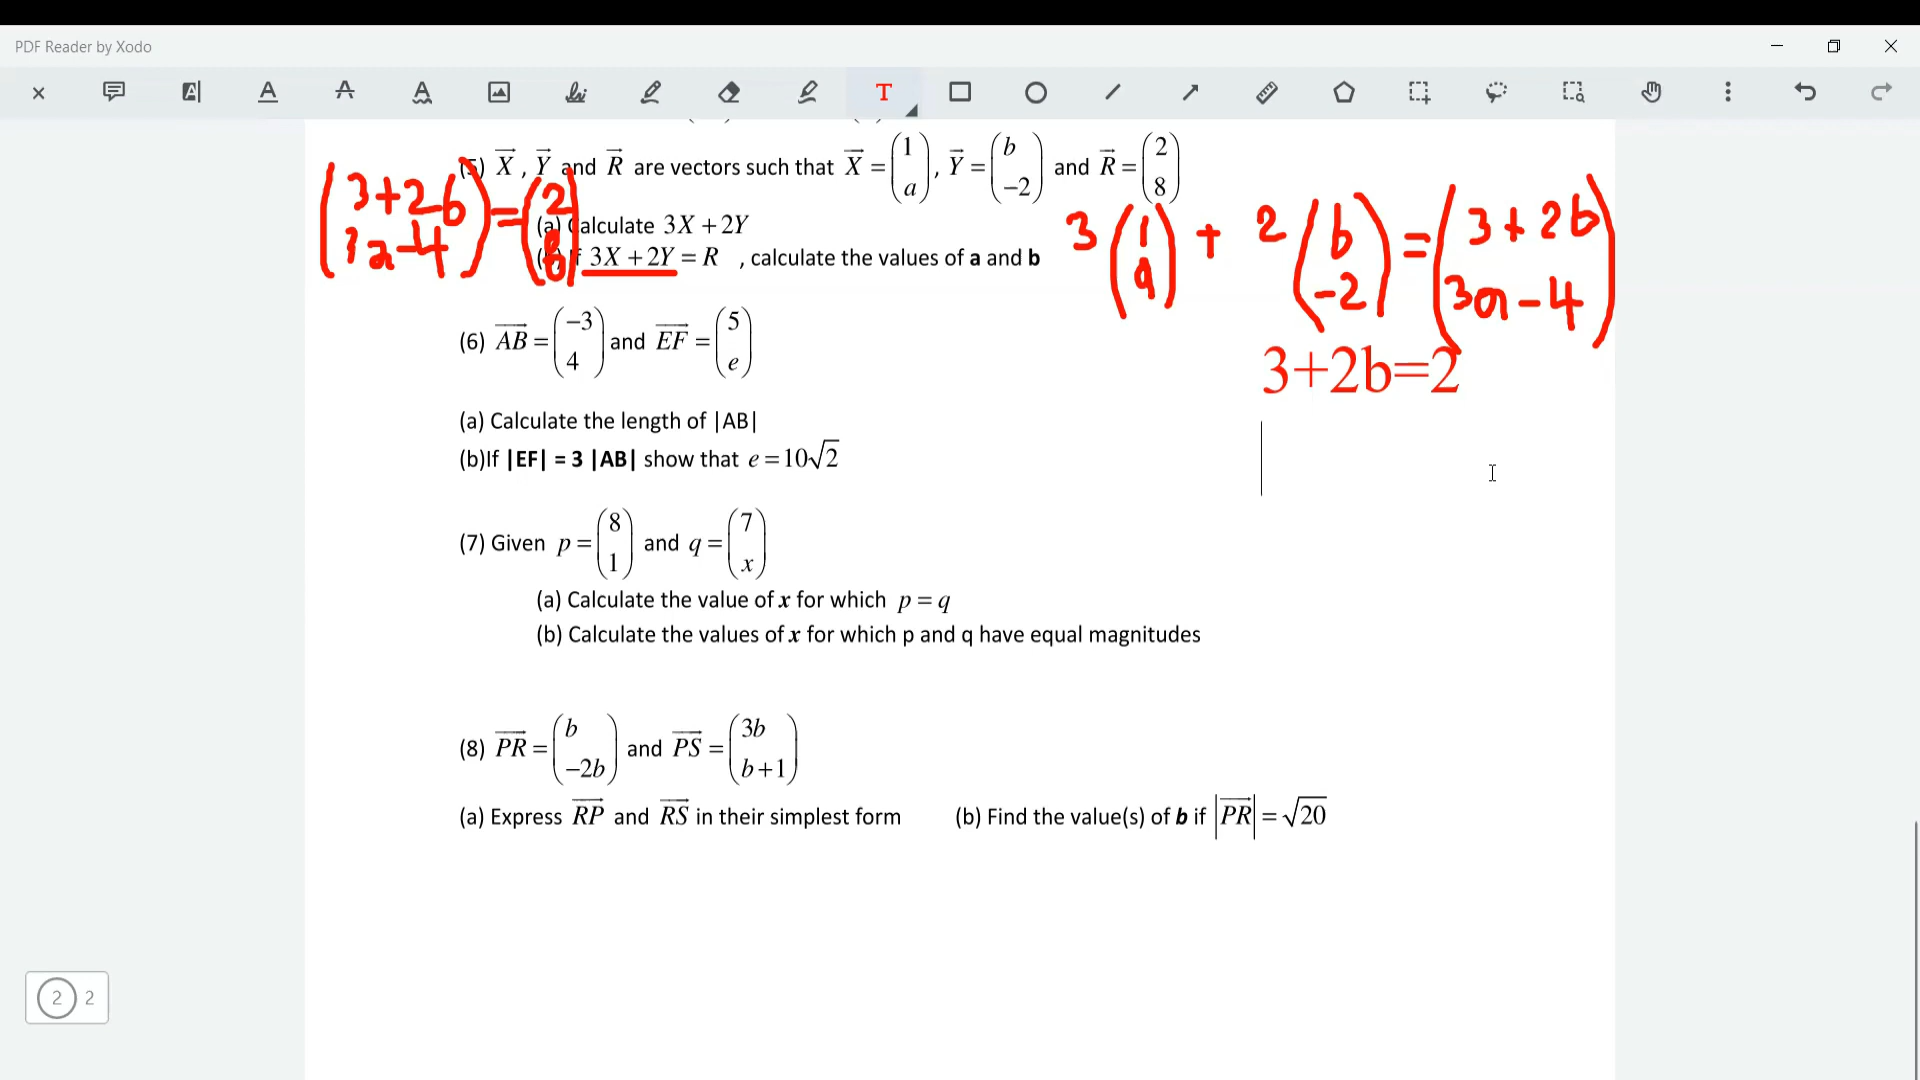 PDF Reader by Xodo
(5) X⃗, Y⃗ and R⃗ are vectors such that X⃗ = (1 a), Y⃗ = (b −2) and R⃗ = (2 8)
(3+2b 3a-4) = (2 8)
(a) Calculate 3X + 2Y
If 3X + 2Y = R , calculate the values of a and b
3 (1 a) + 2 (b -2) = (3+2b 3a-4)
3+2b=2
(6) AB⃗ = (−3 4) and EF⃗ = (5 e)
(a) Calculate the length of |AB|
(b)If |EF| = 3 |AB| show that e = 10√2
(7) Given p = (8 1) and q = (7 x)
(a) Calculate the value of x for which p = q
(b) Calculate the values of x for which p and q have equal magnitudes
(8) PR⃗ = (b −2b) and PS⃗ = (3b b+1)
(a) Express RP⃗ and RS⃗ in their simplest form (b) Find the value(s) of b if |PR⃗| = √20
2 2